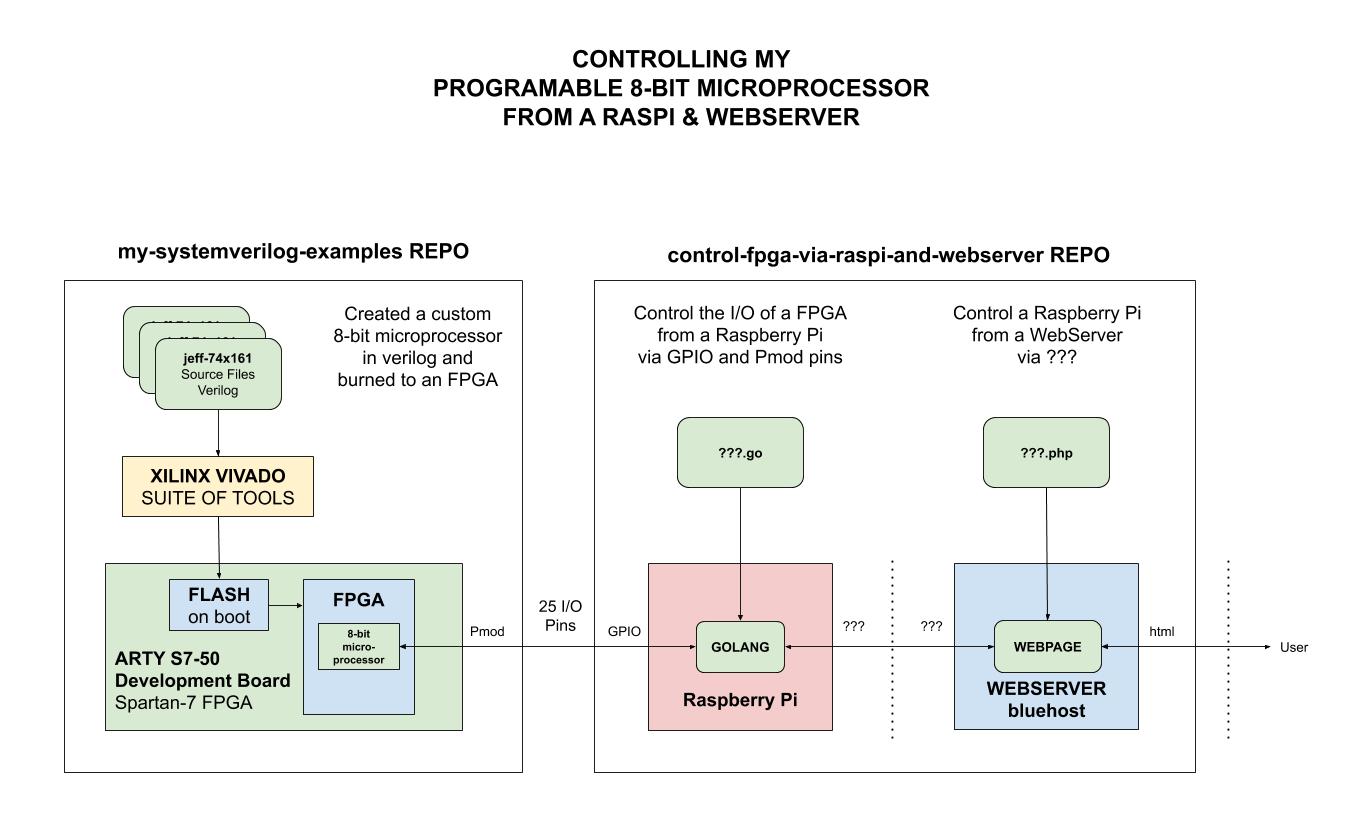 CONTROLLING MY
PROGRAMABLE 8-BIT MICROPROCESSOR
FROM A RASPI & WEBSERVER
my-systemverilog-examples REPO
control-fpga-via-raspi-and-webserver REPO
Created a custom
8-bit microprocessor
in verilog and
burned to an FPGA
jeff-74x161
Source Files
Verilog
XILINX VIVADO
SUITE OF TOOLS
FLASH
on boot
FPGA
8-bit
micro-
processor
ARTY S7-50
Development Board
Spartan-7 FPGA
Pmod
25 I/O
Pins
GPIO
Control the I/O of a FPGA
from a Raspberry Pi
via GPIO and Pmod pins
Control a Raspberry Pi
from a WebServer
via ???
???.go
???.php
GOLANG
Raspberry Pi
???
???
WEBPAGE
WEBSERVER
bluehost
html
User